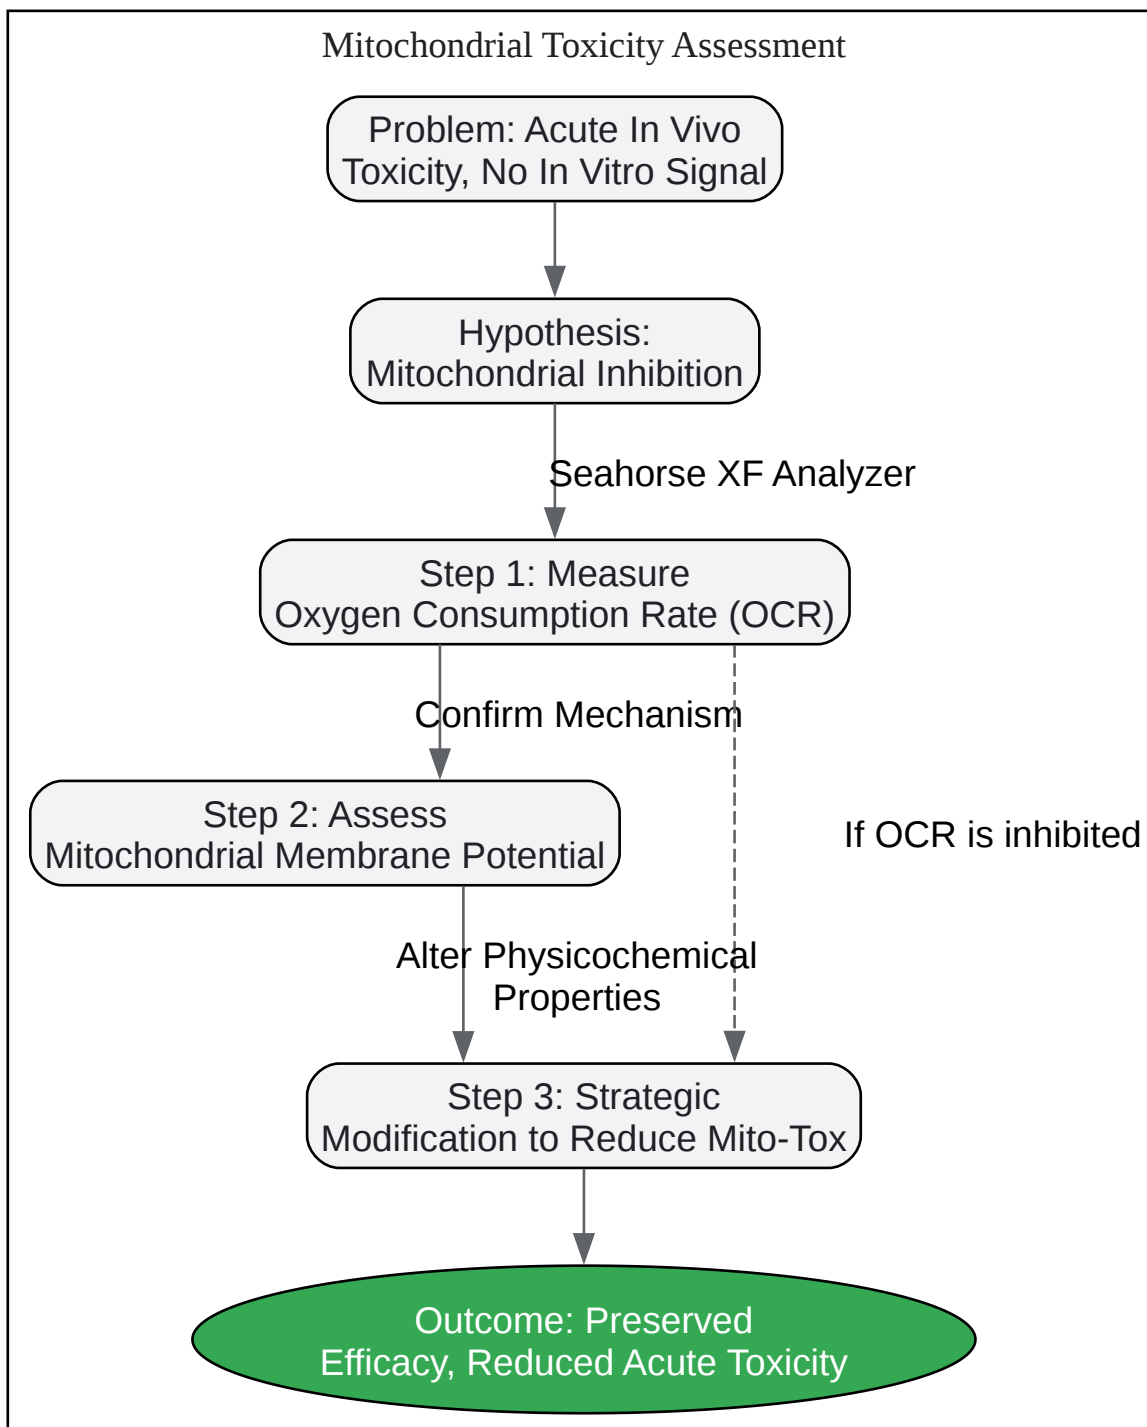 Mitochondrial Toxicity Assessment
Problem: Acute In Vivo
Toxicity, No In Vitro Signal
Hypothesis:
Mitochondrial Inhibition
Seahorse XF Analyzer
Step 1: Measure
Oxygen Consumption Rate (OCR)
Confirm Mechanism
Step 2: Assess
Mitochondrial Membrane Potential
If OCR is inhibited
Alter Physicochemical
Properties
Step 3: Strategic
Modification to Reduce Mito-Tox
Outcome: Preserved
Efficacy, Reduced Acute Toxicity